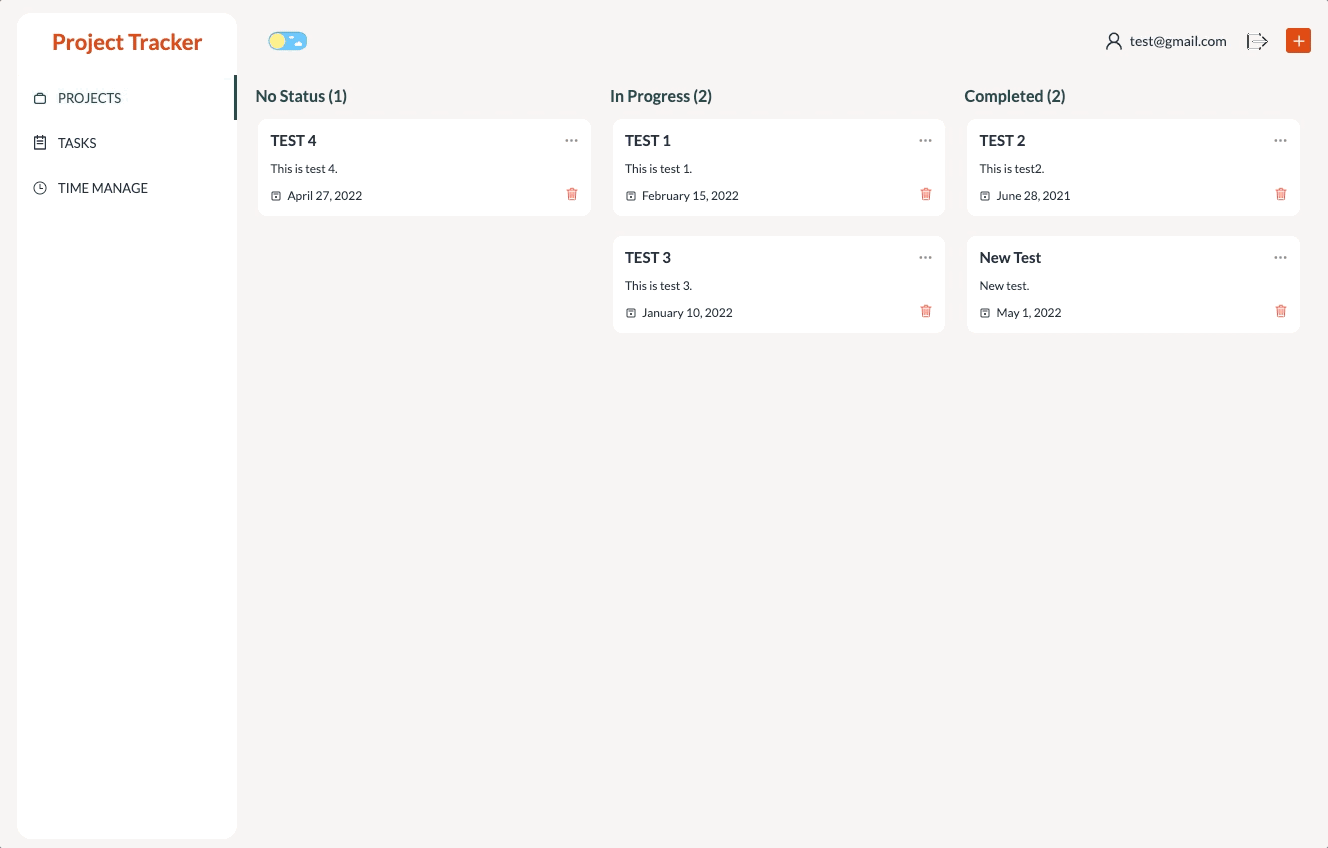 Project Tracker
PROJECTS
TASKS
TIME MANAGE
test@gmail.com
No Status (1)
TEST 4
This is test 4.
April 27, 2022
In Progress (2)
TEST 1
This is test 1.
February 15, 2022
TEST 3
This is test 3.
January 10, 2022
Completed (2)
TEST 2
This is test2.
June 28, 2021
New Test
New test.
May 1, 2022